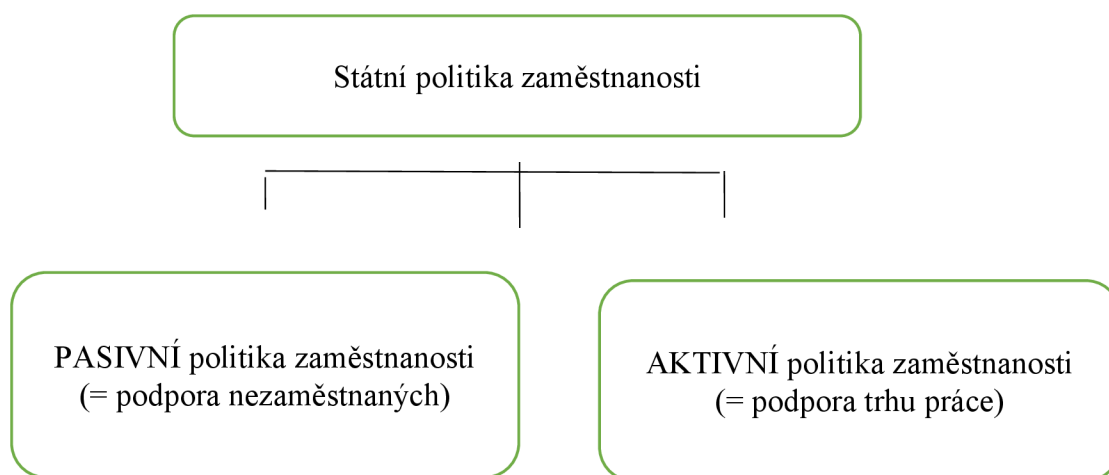 Státní politika zaměstnanosti
PASIVNÍ politika zaměstnanosti
(= podpora nezaměstnaných)
AKTIVNÍ politika zaměstnanosti
(= podpora trhu práce)